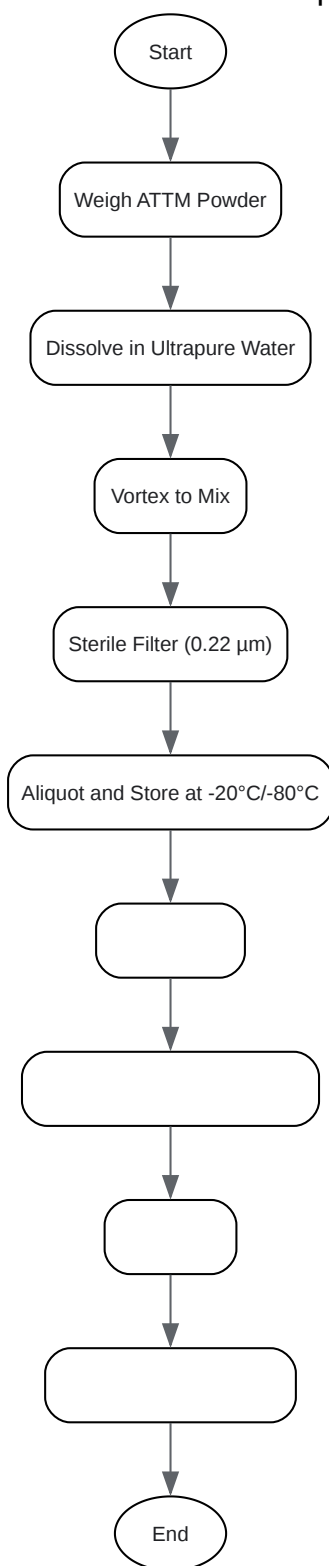 Start
Weigh ATTM Powder
Dissolve in Ultrapure Water
Vortex to Mix
Sterile Filter (0.22 µm)
Aliquot and Store at -20°C/-80°C
End